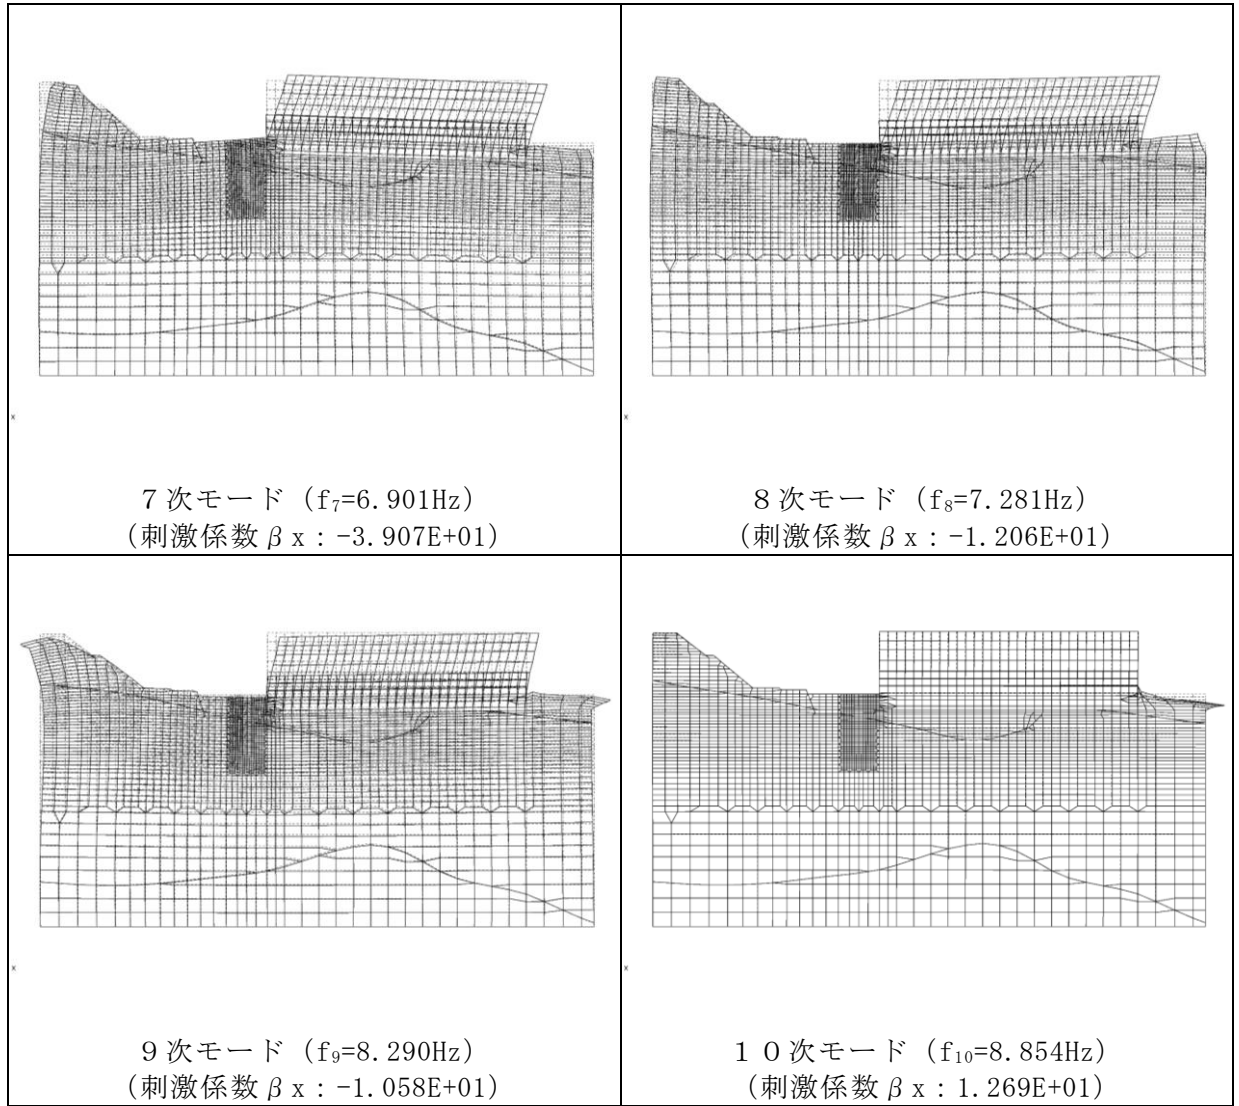 ７次モード（f₇=6.901Hz）
（刺激係数βx：-3.907E+01）
８次モード（f₈=7.281Hz）
（刺激係数βx：-1.206E+01）
９次モード（f₉=8.290Hz）
（刺激係数βx：-1.058E+01）
１０次モード（f₁₀=8.854Hz）
（刺激係数βx：1.269E+01）